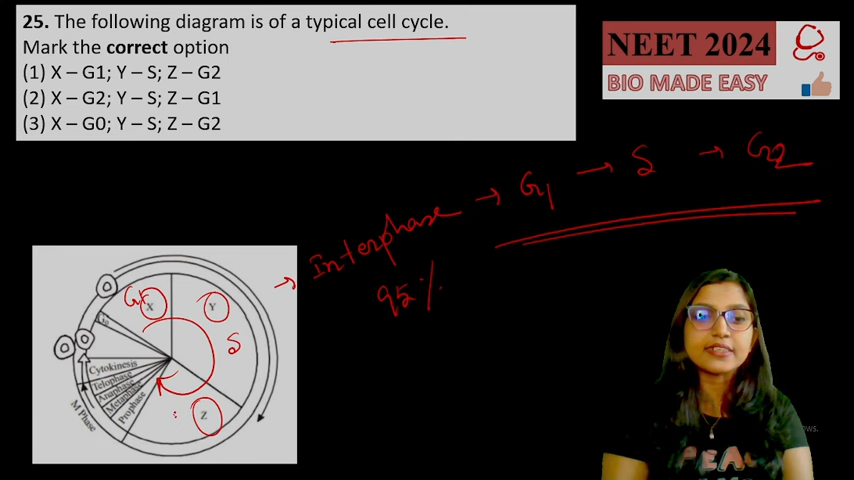 25. The following diagram is of a typical cell cycle.
Mark the correct option
(1) X – G1; Y – S; Z – G2
(2) X – G2; Y – S; Z – G1
(3) X – G0; Y – S; Z – G2
NEET 2024
BIO MADE EASY
Interphase → G1 → S → G2
95 %
X
Y
S
Z
G0
Cytokinesis
Telophase
Anaphase
Metaphase
Prophase
M Phase